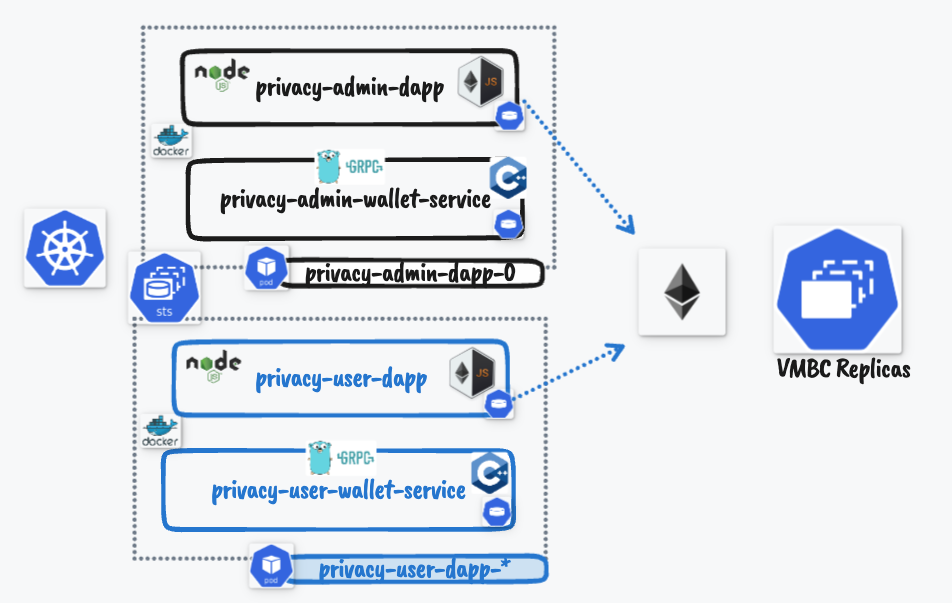 node
JS
privacy-admin-dapp
JS
docker
GRPC
C++
privacy-admin-wallet-service
pod
privacy-admin-dapp-0
sts
node
JS
privacy-user-dapp
JS
docker
GRPC
C++
privacy-user-wallet-service
pod
privacy-user-dapp-*
VMBC Replicas